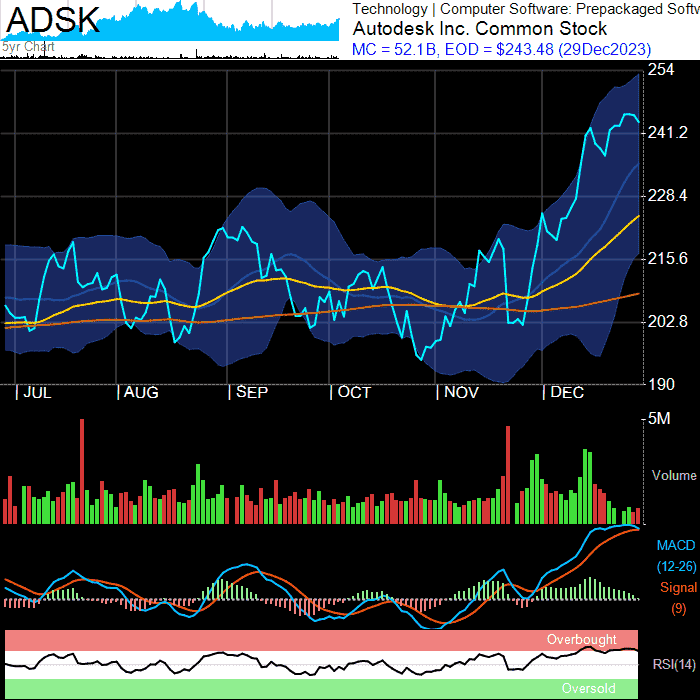 ADSK
5yr Chart
Technology | Computer Software: Prepackaged Softw
Autodesk Inc. Common Stock
MC = 52.1B, EOD = $243.48 (29Dec2023)
254
241.2
228.4
215.6
202.8
190
| JUL | AUG | SEP | OCT | NOV | DEC
5M
Volume
MACD
(12-26)
Signal
(9)
Overbought
RSI(14)
Oversold